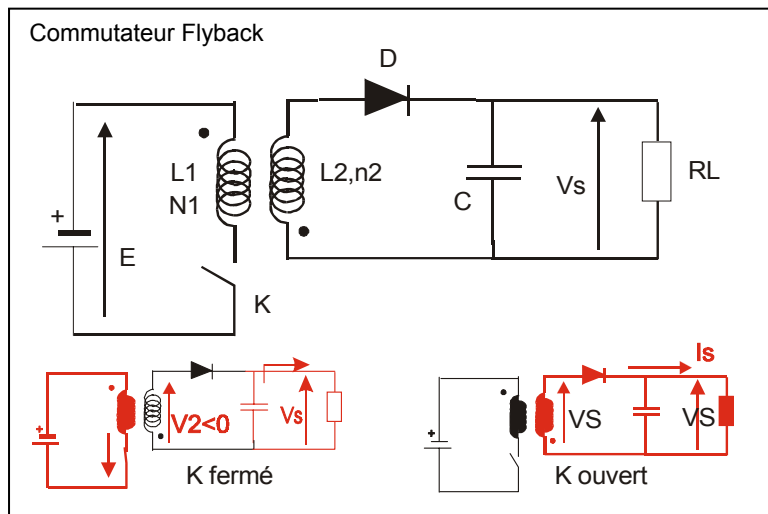 Commutateur Flyback
D
L1
N1
L2,n2
C
Vs
RL
+
E
K
+
V2<0
Vs
K fermé
+
Is
VS
VS
K ouvert